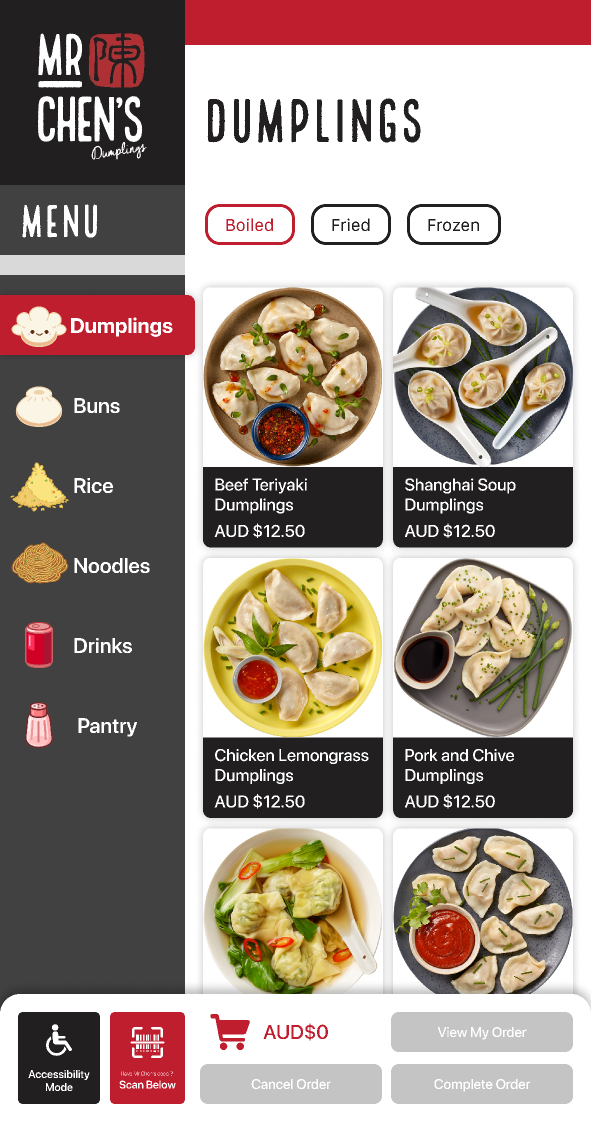 MR 陳
CHEN'S
Dumplings
DUMPLINGS
MENU
Boiled
Fried
Frozen
Dumplings
Buns
Rice
Noodles
Drinks
Pantry
Beef Teriyaki
Dumplings
AUD $12.50
Shanghai Soup
Dumplings
AUD $12.50
Chicken Lemongrass
Dumplings
AUD $12.50
Pork and Chive
Dumplings
AUD $12.50
Accessibility
Mode
Have Mr Chen's docs ?
Scan Below
AUD$0
View My Order
Cancel Order
Complete Order